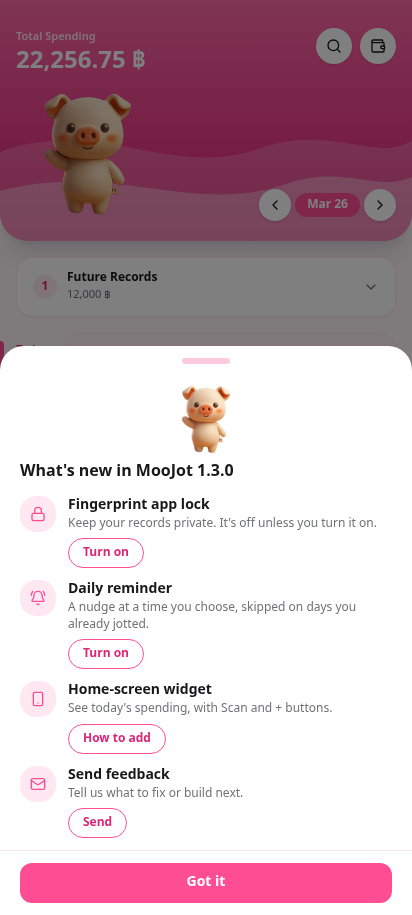 Total Spending
22,256.75 ฿
Mar 26
1
Future Records
12,000 ฿
What's new in MooJot 1.3.0
Fingerprint app lock
Keep your records private. It's off unless you turn it on.
Turn on
Daily reminder
A nudge at a time you choose, skipped on days you
already jotted.
Turn on
Home-screen widget
See today's spending, with Scan and + buttons.
How to add
Send feedback
Tell us what to fix or build next.
Send
Got it